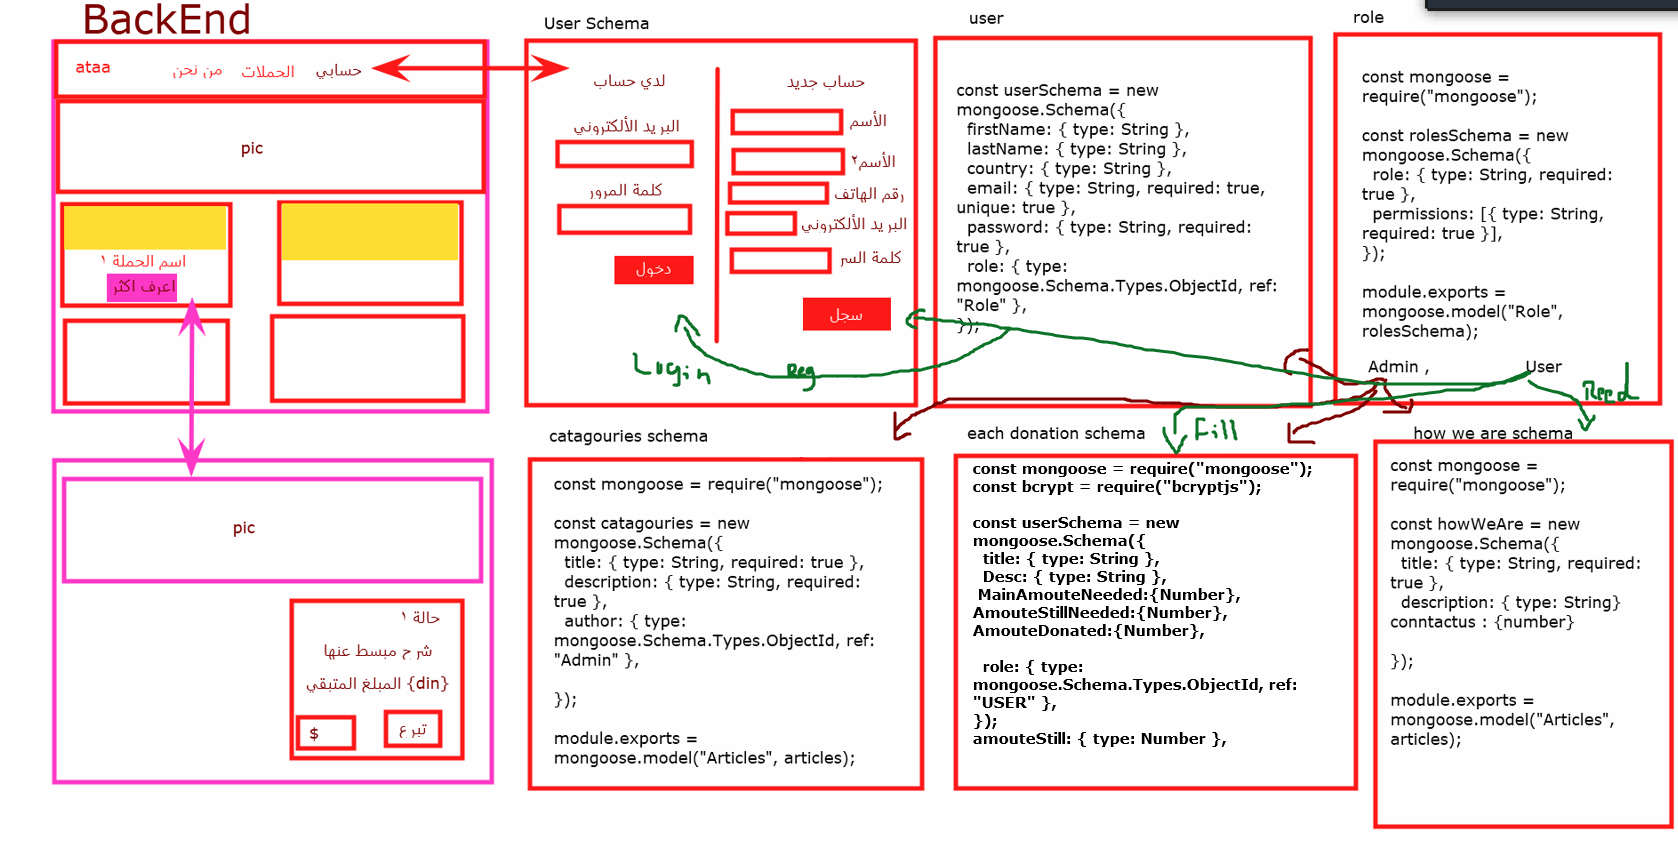 BackEnd
ataa
من نحن
الحملات
حسابي
pic
اسم الحملة ١
اعرف اكثر
pic
حالة ١
شرح مبسط عنها
المبلغ المتبقي {din}
$
تبرع
User Schema
لدي حساب
البريد الألكتروني
كلمة المرور
دخول
حساب جديد
الأسم
الأسم٢
رقم الهاتف
البريد الألكتروني
كلمة السر
سجل
Login
Reg
user
const userSchema = new
mongoose.Schema({
firstName: { type: String },
lastName: { type: String },
country: { type: String },
email: { type: String, required: true,
unique: true },
password: { type: String, required:
true },
role: { type:
mongoose.Schema.Types.ObjectId, ref:
"Role" },
});
role
const mongoose =
require("mongoose");
const rolesSchema = new
mongoose.Schema({
role: { type: String, required:
true },
permissions: [{ type: String,
required: true }],
});
module.exports =
mongoose.model("Role",
rolesSchema);
Admin ,
User
Reed
Fill
catagouries schema
const mongoose = require("mongoose");
const catagouries = new
mongoose.Schema({
title: { type: String, required: true },
description: { type: String, required:
true },
author: { type:
mongoose.Schema.Types.ObjectId, ref:
"Admin" },
});
module.exports =
mongoose.model("Articles", articles);
each donation schema
const mongoose = require("mongoose");
const bcrypt = require("bcryptjs");
const userSchema = new
mongoose.Schema({
title: { type: String },
Desc: { type: String },
MainAmouteNeeded:{Number},
AmouteStillNeeded:{Number},
AmouteDonated:{Number},
role: { type:
mongoose.Schema.Types.ObjectId, ref:
"USER" },
});
amouteStill: { type: Number },
how we are schema
const mongoose =
require("mongoose");
const howWeAre = new
mongoose.Schema({
title: { type: String, required:
true },
description: { type: String}
conntactus : {number}
});
module.exports =
mongoose.model("Articles",
articles);